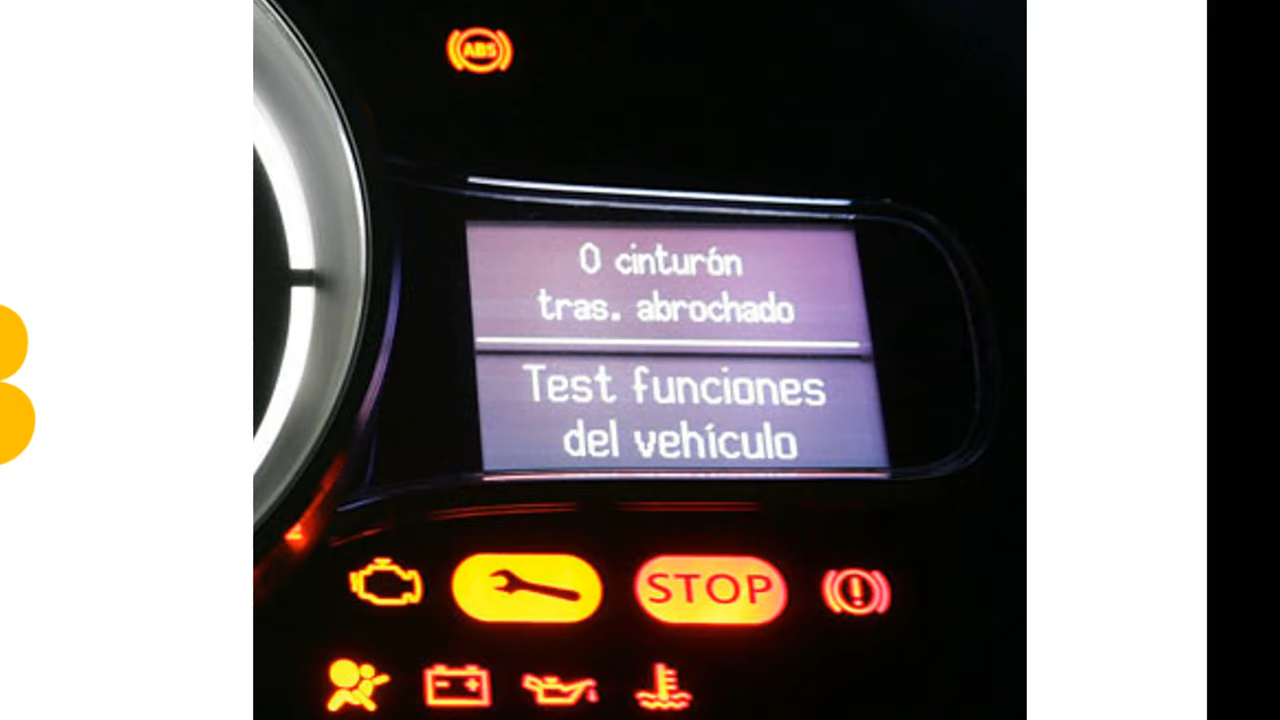 ABS
0 cinturón
tras. abrochado
Test funciones
del vehículo
STOP